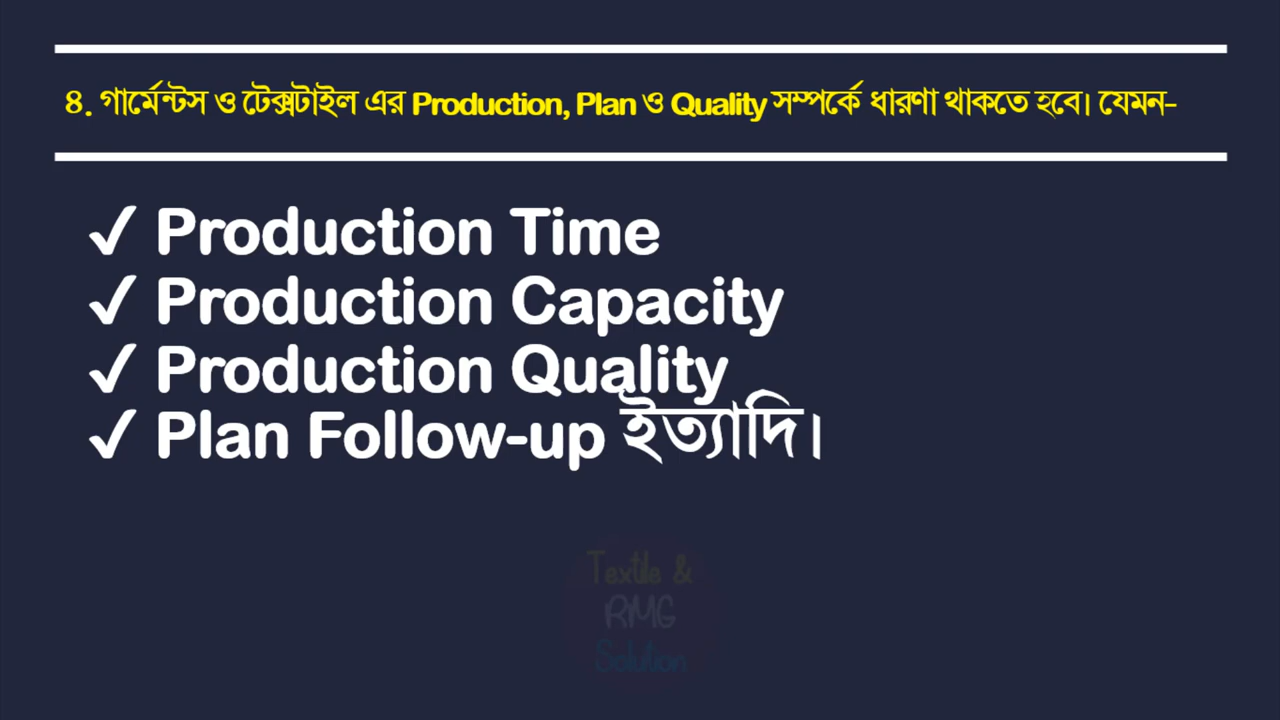 ৪. গার্মেন্টস ও টেক্সটাইল এর Production, Plan ও Quality সম্পর্কে ধারণা থাকতে হবে। যেমন-
✓ Production Time
✓ Production Capacity
✓ Production Quality
✓ Plan Follow-up ইত্যাদি।
Textile &
RMG
Solution